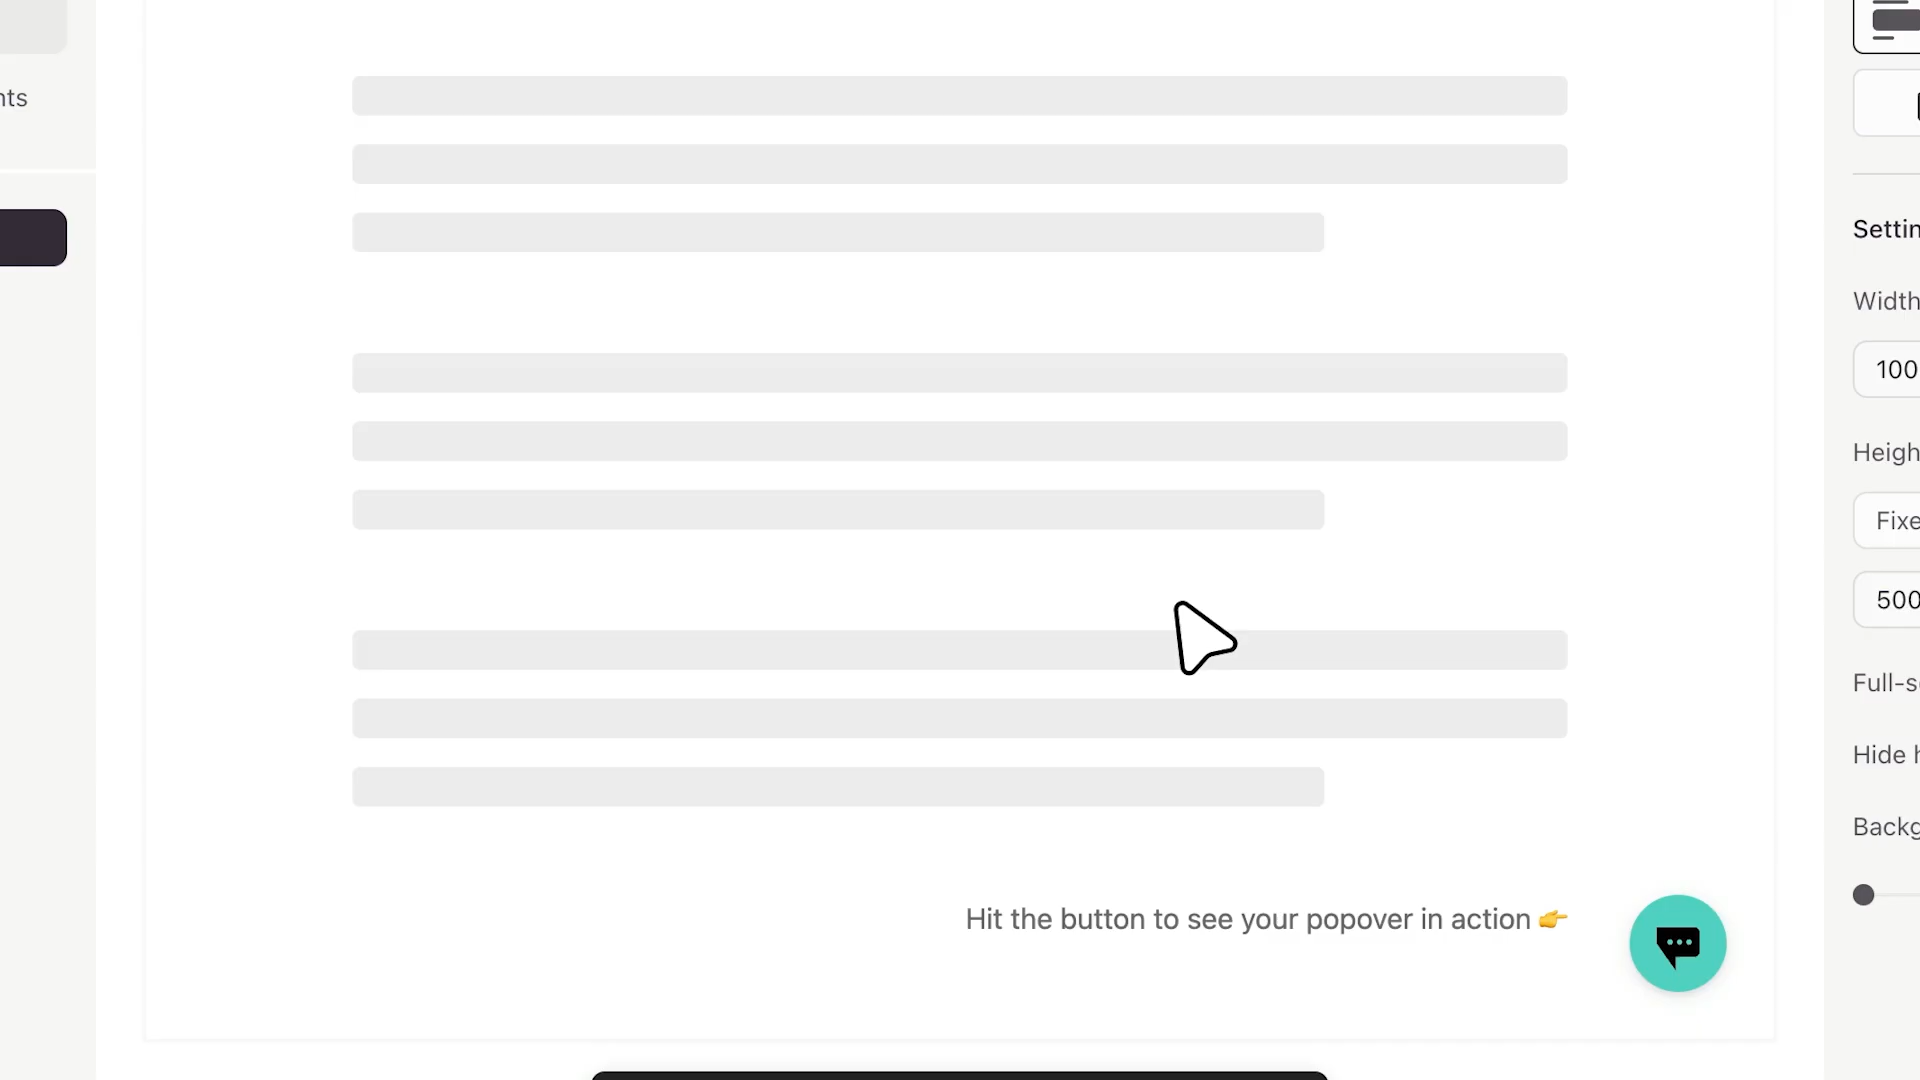 nts
Settin
Width
100
Heigh
Fixe
500
Full-s
Hide h
Backg
Hit the button to see your popover in action 👉